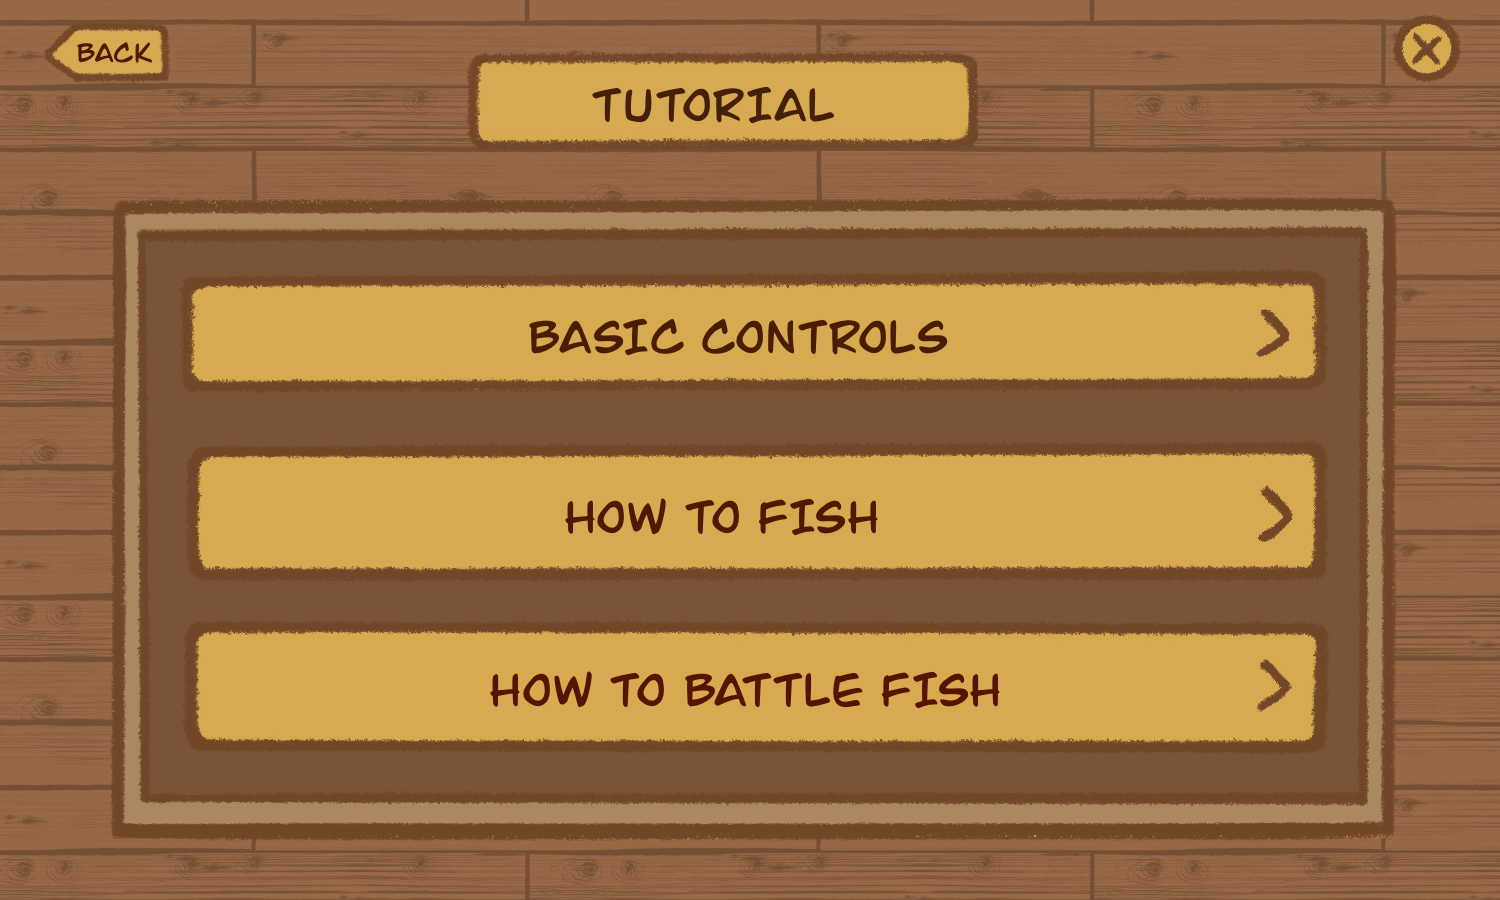 BACK
TUTORIAL
BASIC CONTROLS
HOW TO FISH
HOW TO BATTLE FISH